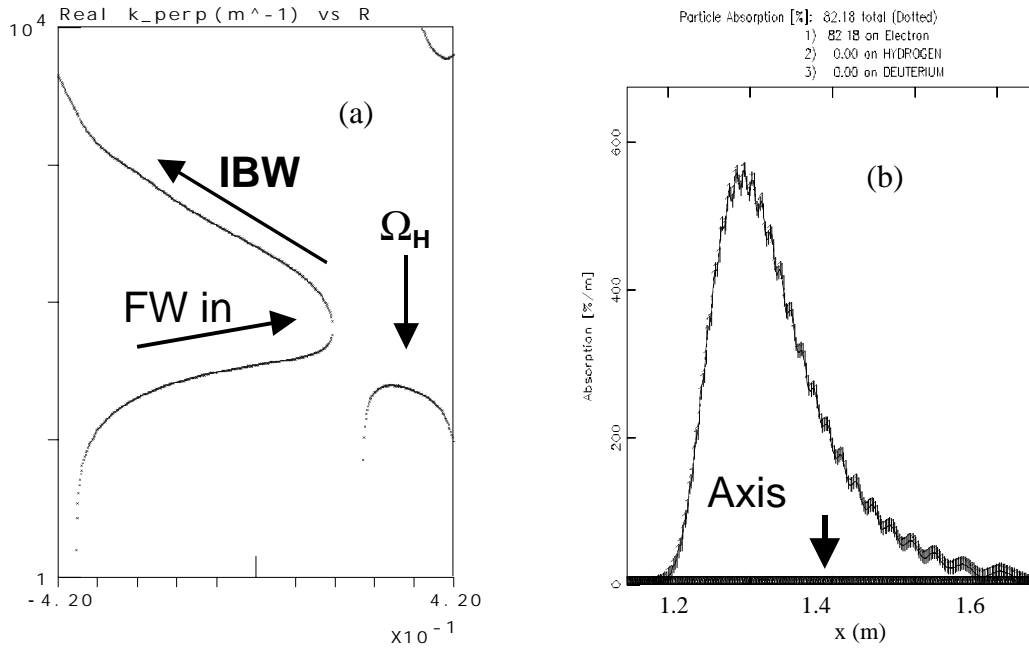 Real k_perp(m^-1) vs R
10^4
(a)
IBW
Ω_H
FW in
1
-4.20
4.20
X10^-1
Particle Absorption [%]: 82.18 total (Dotted)
1) 82.18 on Electron
2) 0.00 on HYDROGEN
3) 0.00 on DEUTERIUM
600
(b)
400
Absorption [%/m]
200
Axis
0
1.2
1.4
1.6
x (m)